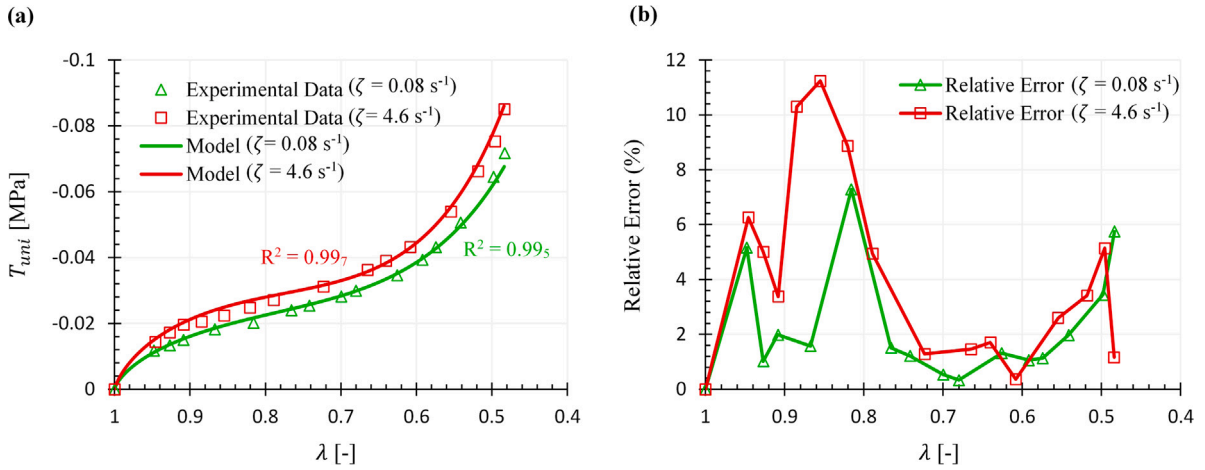 (a)
-0.1
-0.08
-0.06
-0.04
-0.02
0
T_uni [MPa]
Experimental Data (ζ = 0.08 s⁻¹)
Experimental Data (ζ = 4.6 s⁻¹)
Model (ζ = 0.08 s⁻¹)
Model (ζ = 4.6 s⁻¹)
R² = 0.99₇
R² = 0.99₅
1 0.9 0.8 0.7 0.6 0.5 0.4
λ [-]
(b)
12
10
8
6
4
2
0
Relative Error (%)
Relative Error (ζ = 0.08 s⁻¹)
Relative Error (ζ = 4.6 s⁻¹)
1 0.9 0.8 0.7 0.6 0.5 0.4
λ [-]